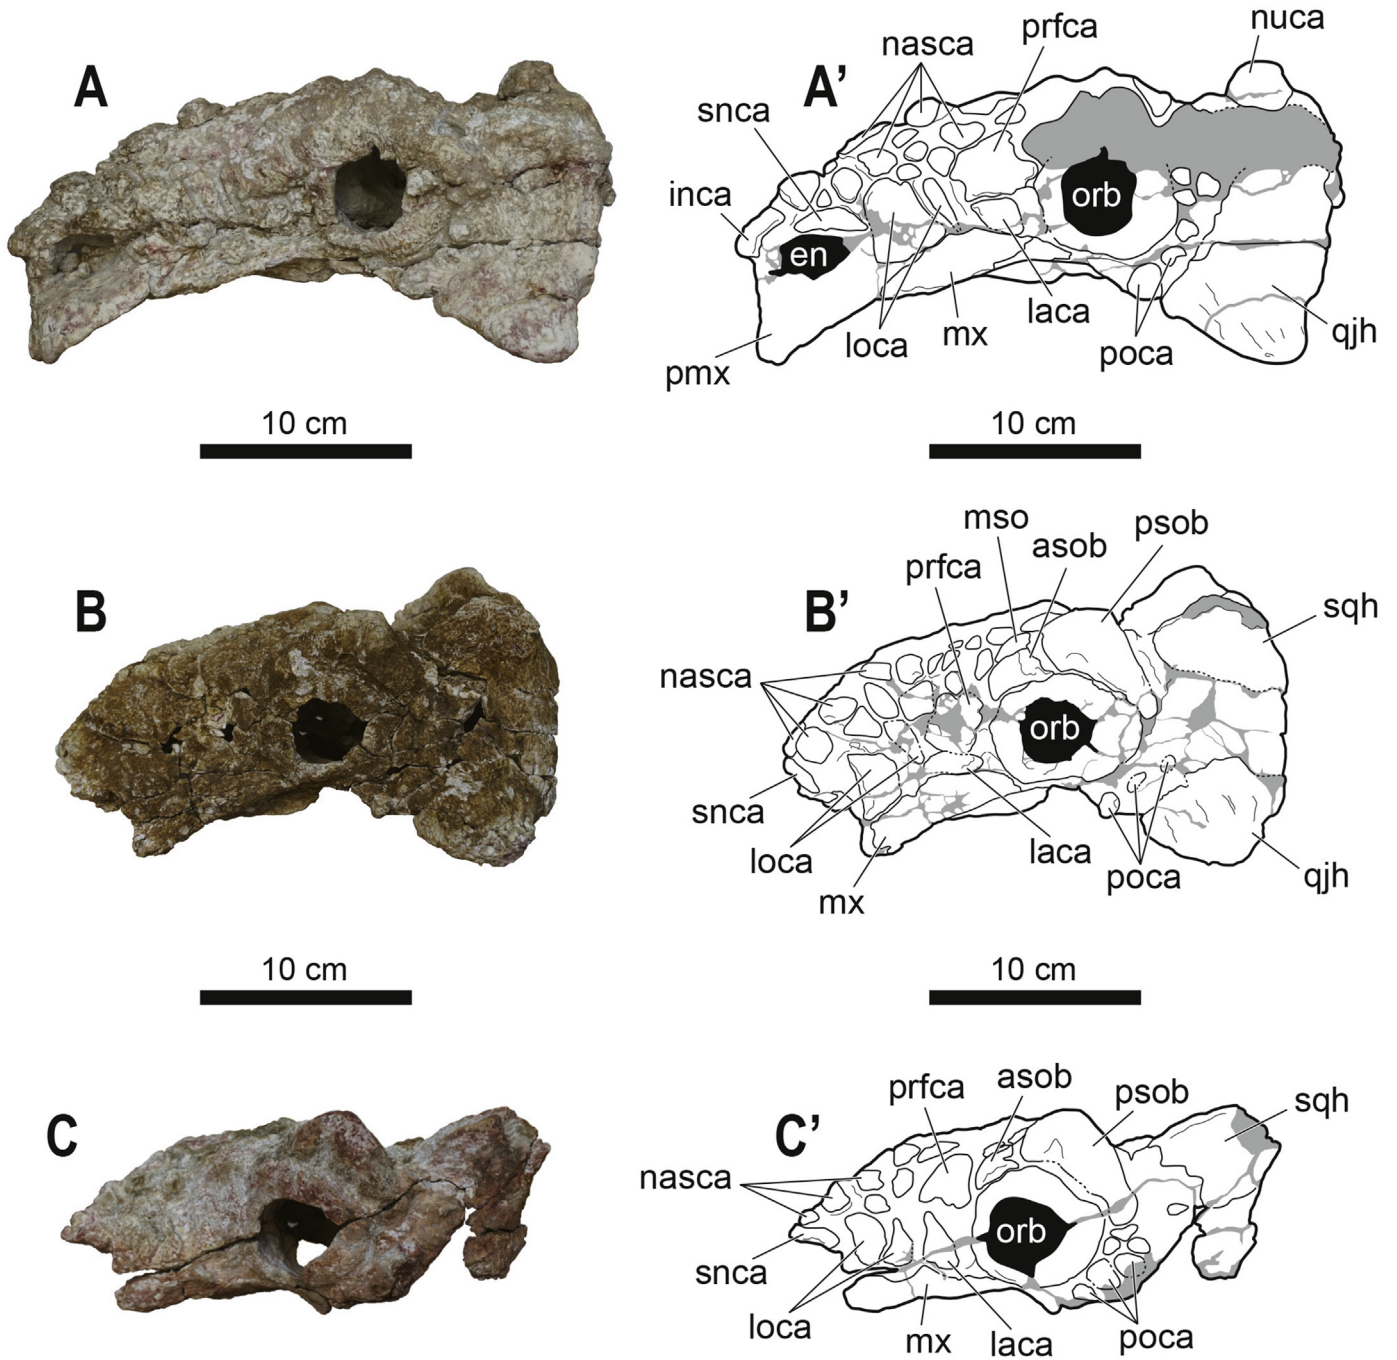 A
A’
nuca
prfca
nasca
snca
inca
orb
en
loca
mx
laca
poca
qjh
pmx
10 cm
10 cm
B
B’
mso
psob
asob
prfca
sqh
nasca
orb
snca
loca
laca
poca
qjh
mx
10 cm
10 cm
C
C’
asob
psob
prfca
sqh
nasca
orb
snca
loca
mx
laca
poca